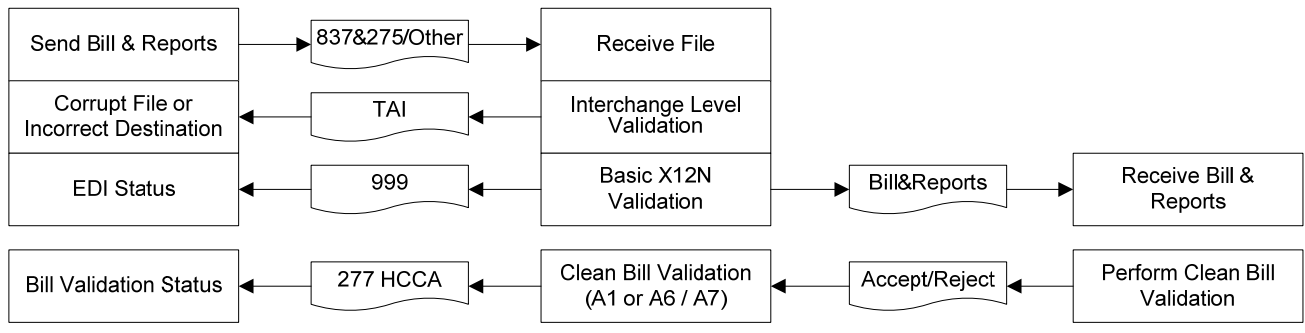 Send Bill & Reports
837&275/Other
Receive File
Corrupt File or
Incorrect Destination
TAI
Interchange Level
Validation
EDI Status
999
Basic X12N
Validation
Bill&Reports
Receive Bill &
Reports
Bill Validation Status
277 HCCA
Clean Bill Validation
(A1 or A6 / A7)
Accept/Reject
Perform Clean Bill
Validation